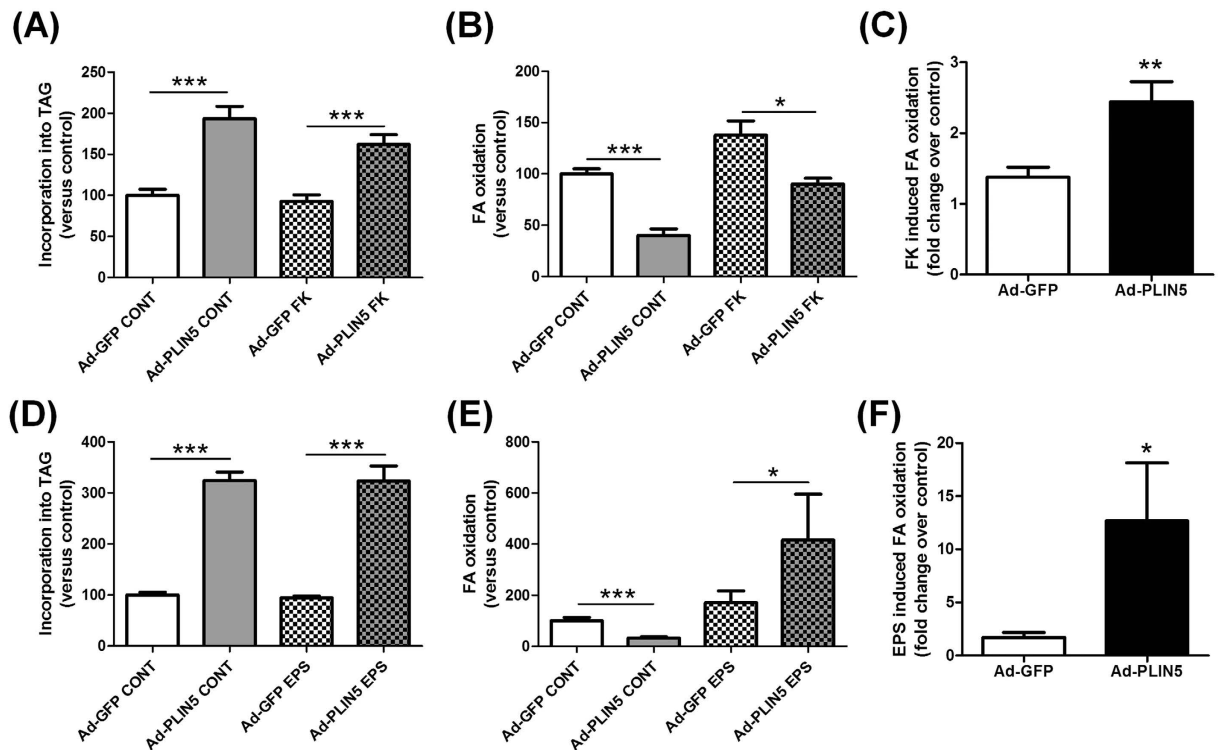 (A)
Incorporation into TAG
(versus control)
250
200
150
100
50
0
***
***
Ad-GFP CONT
Ad-PLIN5 CONT
Ad-GFP FK
Ad-PLIN5 FK
(B)
FA oxidation
(versus control)
200
150
100
50
0
***
*
Ad-GFP CONT
Ad-PLIN5 CONT
Ad-GFP FK
Ad-PLIN5 FK
(C)
FK induced FA oxidation
(fold change over control)
3
2
1
0
**
Ad-GFP
Ad-PLIN5
(D)
Incorporation into TAG
(versus control)
400
300
200
100
0
***
***
Ad-GFP CONT
Ad-PLIN5 CONT
Ad-GFP EPS
Ad-PLIN5 EPS
(E)
FA oxidation
(versus control)
800
600
400
200
0
***
*
Ad-GFP CONT
Ad-PLIN5 CONT
Ad-GFP EPS
Ad-PLIN5 EPS
(F)
EPS induced FA oxidation
(fold change over control)
20
15
10
5
0
*
Ad-GFP
Ad-PLIN5